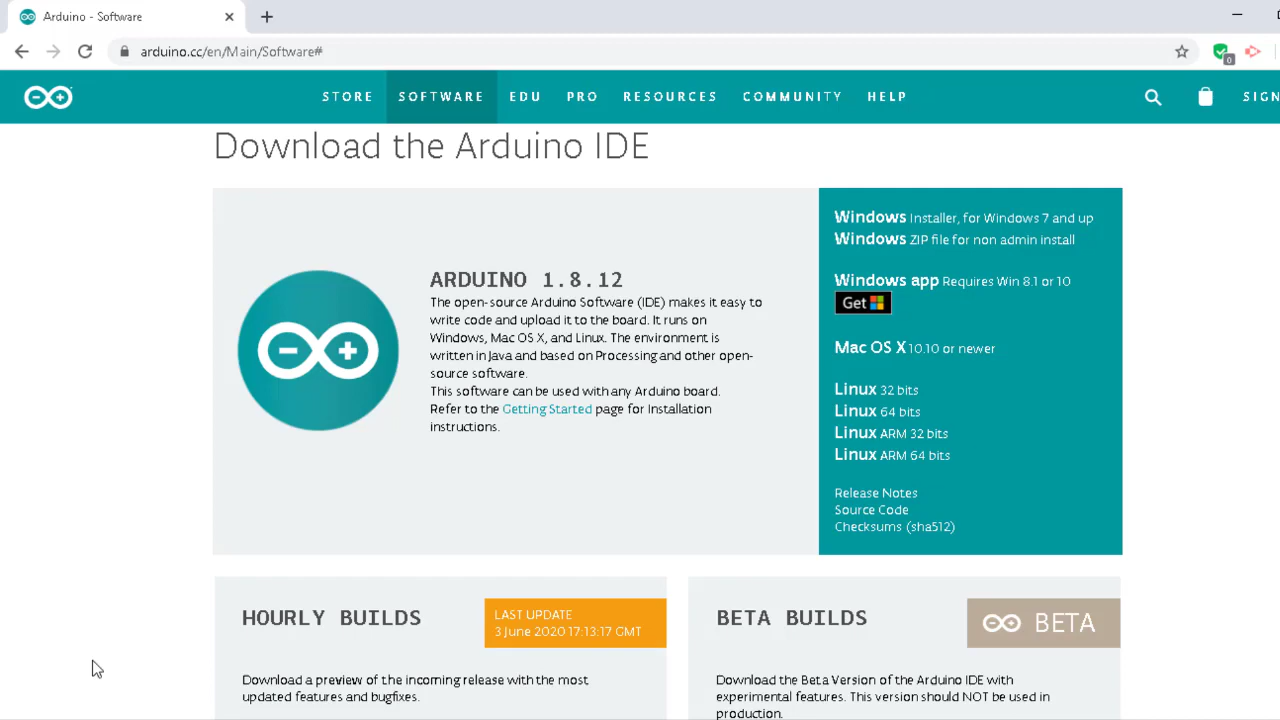 Arduino - Software
arduino.cc/en/Main/Software#
0
STORE SOFTWARE EDU PRO RESOURCES COMMUNITY HELP SIGN
Download the Arduino IDE
ARDUINO 1.8.12
The open-source Arduino Software (IDE) makes it easy to
write code and upload it to the board. It runs on
Windows, Mac OS X, and Linux. The environment is
written in Java and based on Processing and other open-
source software.
This software can be used with any Arduino board.
Refer to the Getting Started page for Installation
instructions.
Windows Installer, for Windows 7 and up
Windows ZIP file for non admin install
Windows app Requires Win 8.1 or 10
Get
Mac OS X 10.10 or newer
Linux 32 bits
Linux 64 bits
Linux ARM 32 bits
Linux ARM 64 bits
Release Notes
Source Code
Checksums (sha512)
HOURLY BUILDS
LAST UPDATE
3 June 2020 17:13:17 GMT
Download a preview of the incoming release with the most
updated features and bugfixes.
BETA BUILDS
BETA
Download the Beta Version of the Arduino IDE with
experimental features. This version should NOT be used in
production.